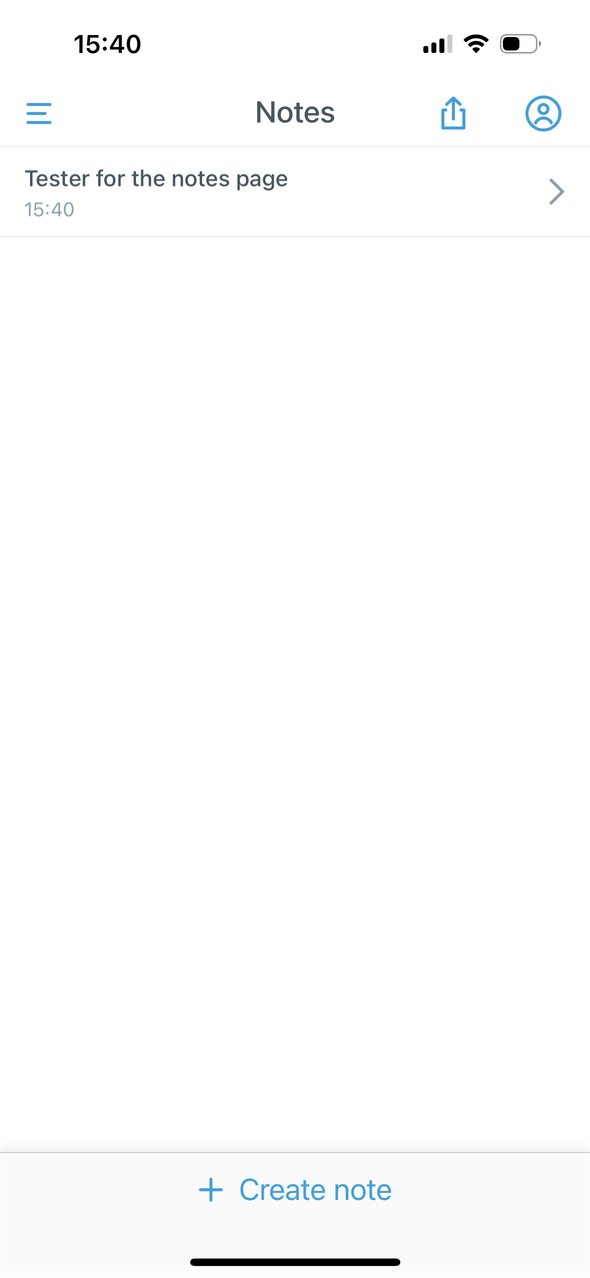 15:40
Notes
Tester for the notes page
15:40
Create note